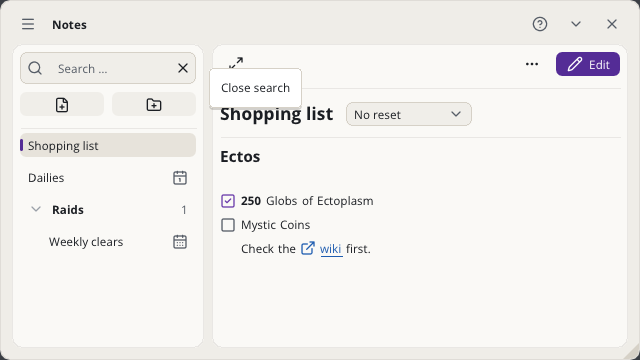 Notes
Search ...
Edit
Close search
Shopping list
No reset
Shopping list
Dailies
Raids 1
Weekly clears
Ectos
250 Globs of Ectoplasm
Mystic Coins
Check the wiki first.